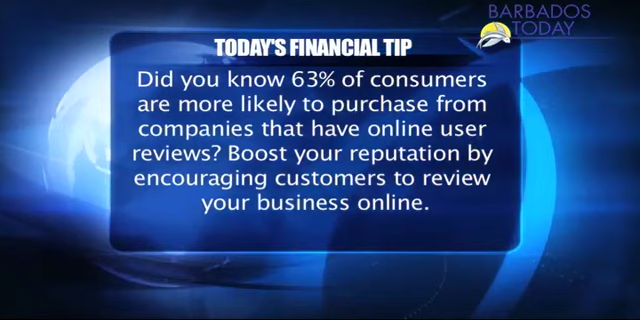 BARBADOS
TODAY
TODAY'S FINANCIAL TIP
Did you know 63% of consumers
are more likely to purchase from
companies that have online user
reviews? Boost your reputation by
encouraging customers to review
your business online.